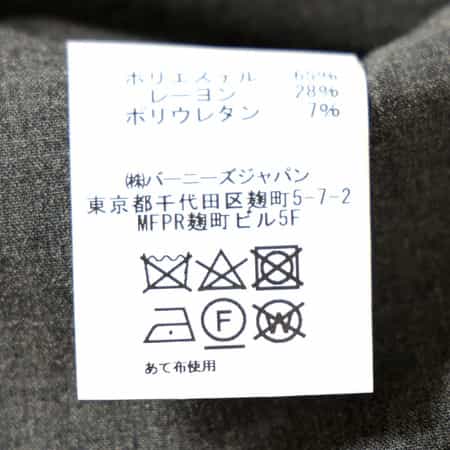 ポリエステル 65%
レーヨン 28%
ポリウレタン 7%
㈱バーニーズジャパン
東京都千代田区麹町5-7-2
MFPR麹町ビル5F
F W
あて布使用